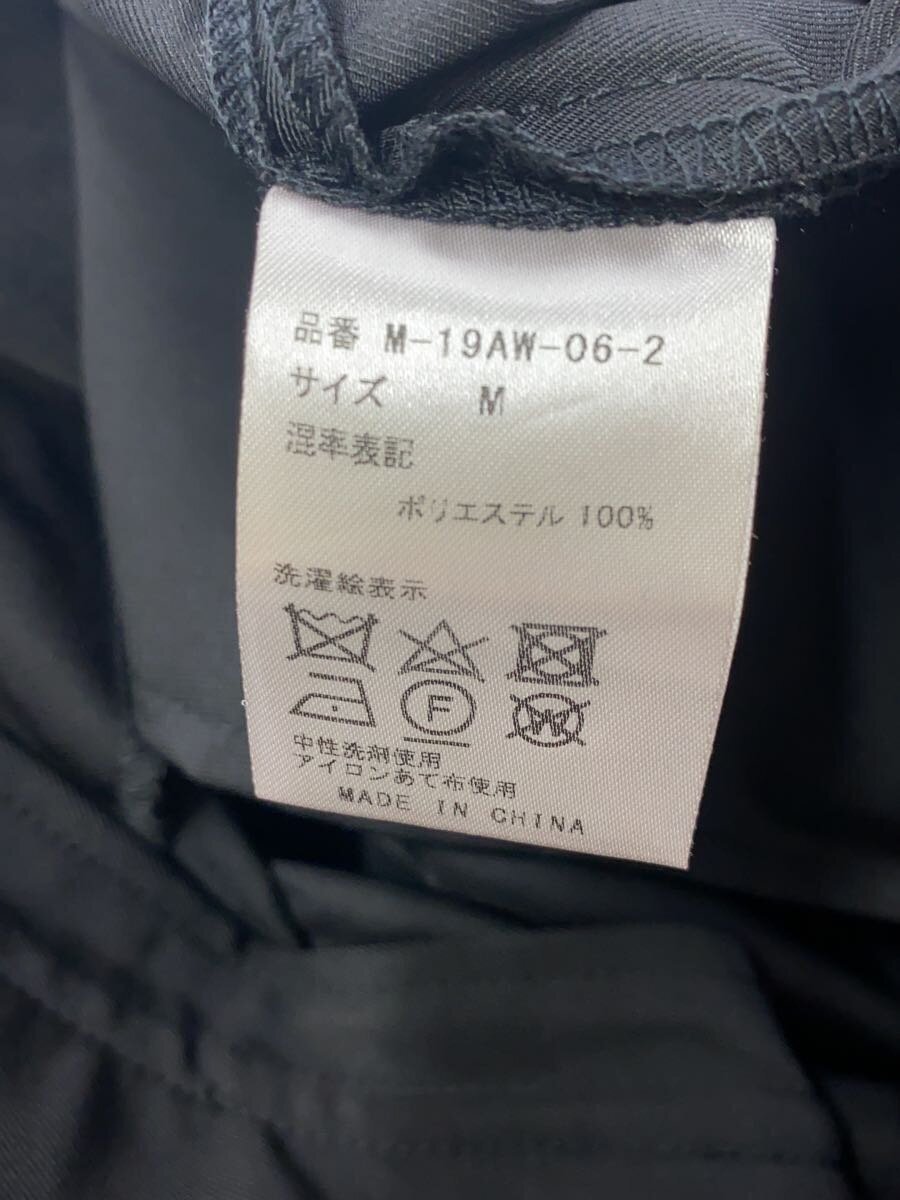 品番 M-19AW-06-2
サイズ M
混率表記
ポリエステル 100%
洗濯絵表示
F W
中性洗剤使用
アイロンあて布使用
MADE IN CHINA